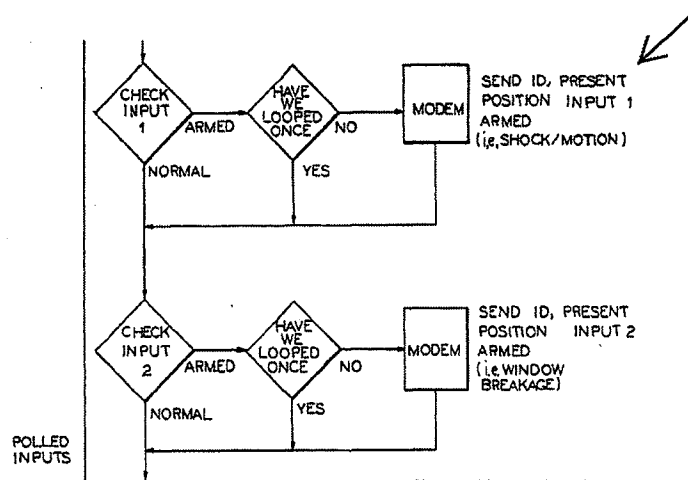 CHECK
INPUT
1
ARMED
NORMAL
HAVE
WE
LOOPED
ONCE
NO
YES
MODEM
SEND ID, PRESENT
POSITION INPUT 1
ARMED
(i,e,SHOCK/MOTION)
CHECK
INPUT
2
ARMED
NORMAL
HAVE
WE
LOOPED
ONCE
NO
YES
MODEM
SEND ID, PRESENT
POSITION INPUT 2
ARMED
(i,e WINDOW
BREAKAGE)
POLLED
INPUTS